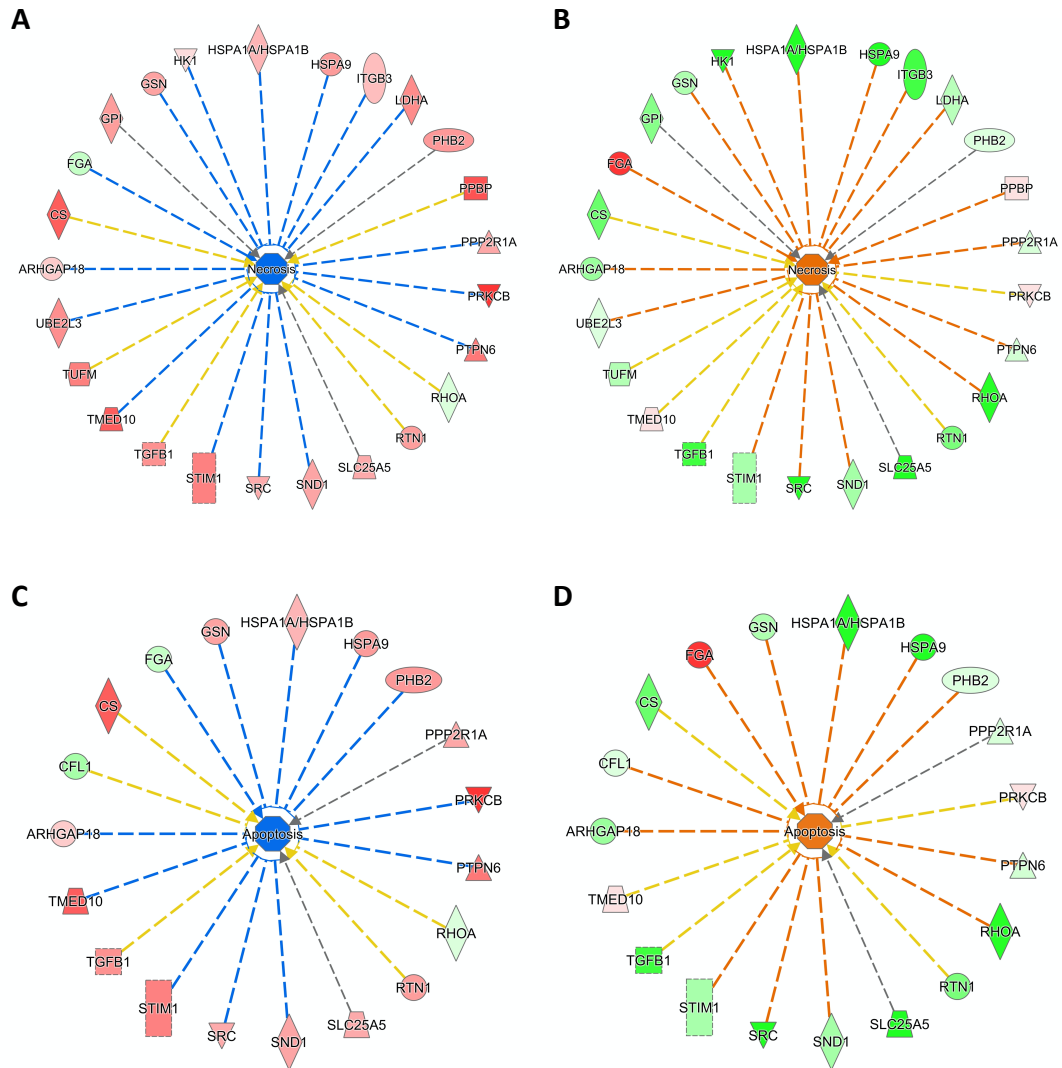 A
HSPA1A/HSPA1B
HK1
HSPA9
ITGB3
GSN
LDHA
GPI
PHB2
FGA
PPBP
CS
PPP2R1A
ARHGAP18
Necrosis
PRKCB
UBE2L3
PTPN6
TUFM
RHOA
TMED10
RTN1
TGFB1
SLC25A5
STIM1
SRC
SND1
B
HSPA1A/HSPA1B
HK1
HSPA9
ITGB3
GSN
LDHA
GPI
PHB2
FGA
PPBP
CS
PPP2R1A
ARHGAP18
Necrosis
PRKCB
UBE2L3
PTPN6
TUFM
RHOA
TMED10
RTN1
TGFB1
SLC25A5
STIM1
SRC
SND1
C
HSPA1A/HSPA1B
GSN
HSPA9
FGA
PHB2
CS
PPP2R1A
CFL1
PRKCB
ARHGAP18
Apoptosis
PTPN6
TMED10
RHOA
TGFB1
RTN1
STIM1
SLC25A5
SRC
SND1
D
HSPA1A/HSPA1B
GSN
HSPA9
FGA
PHB2
CS
PPP2R1A
CFL1
PRKCB
ARHGAP18
Apoptosis
PTPN6
TMED10
RHOA
TGFB1
RTN1
STIM1
SLC25A5
SRC
SND1